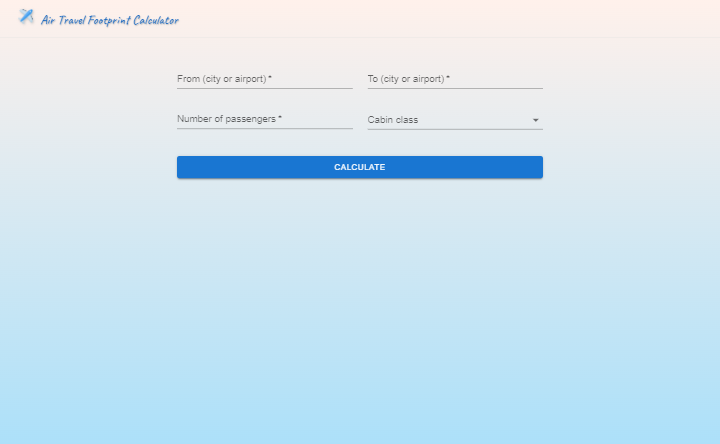 Air Travel Footprint Calculator
From (city or airport) *
To (city or airport) *
Number of passengers *
Cabin class
CALCULATE